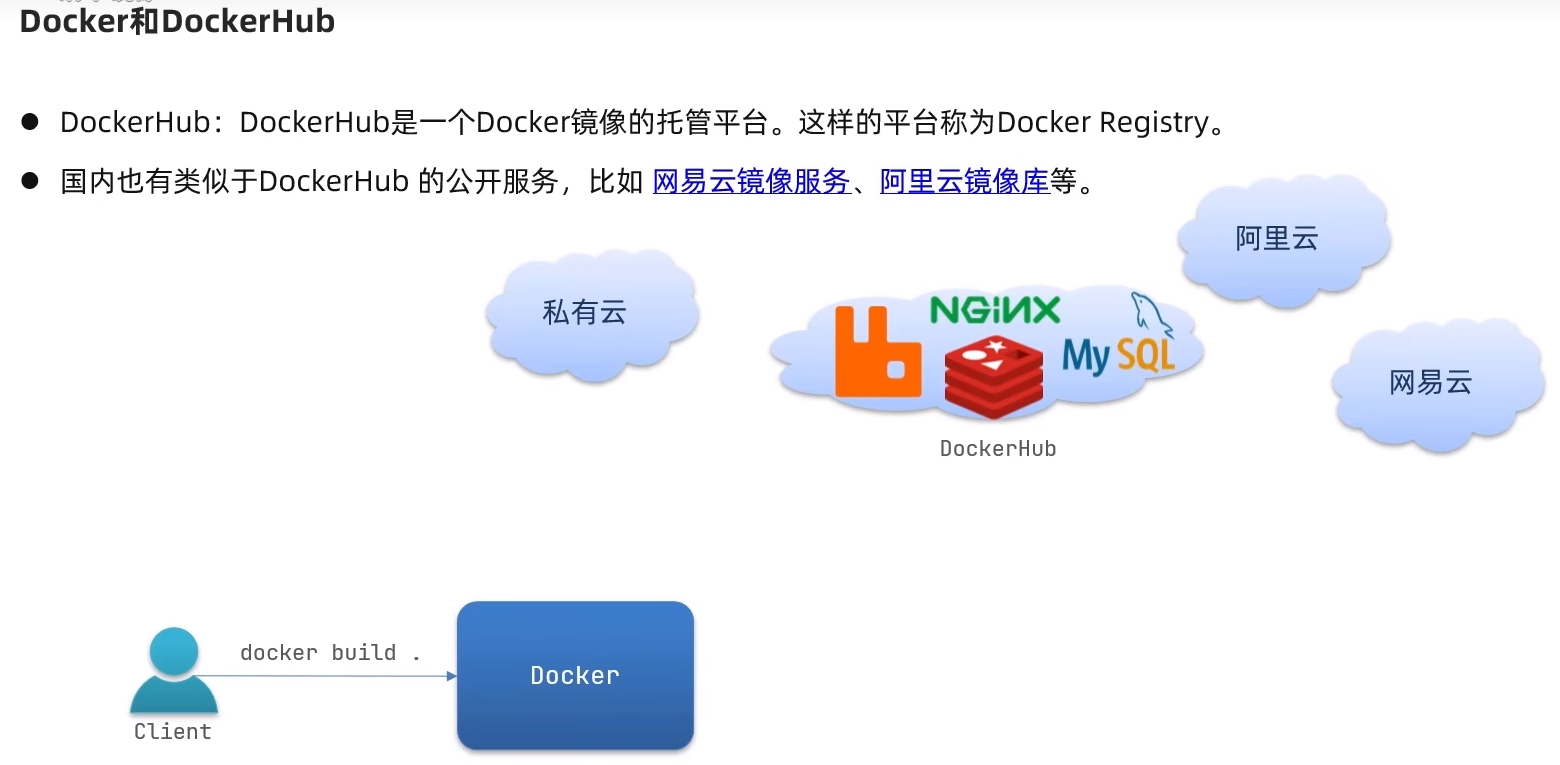 Docker和DockerHub
● DockerHub：DockerHub是一个Docker镜像的托管平台。这样的平台称为Docker Registry。
● 国内也有类似于DockerHub 的公开服务，比如 网易云镜像服务、阿里云镜像库等。
阿里云
私有云
NGINX
MySQL
网易云
DockerHub
docker build .
Docker
Client